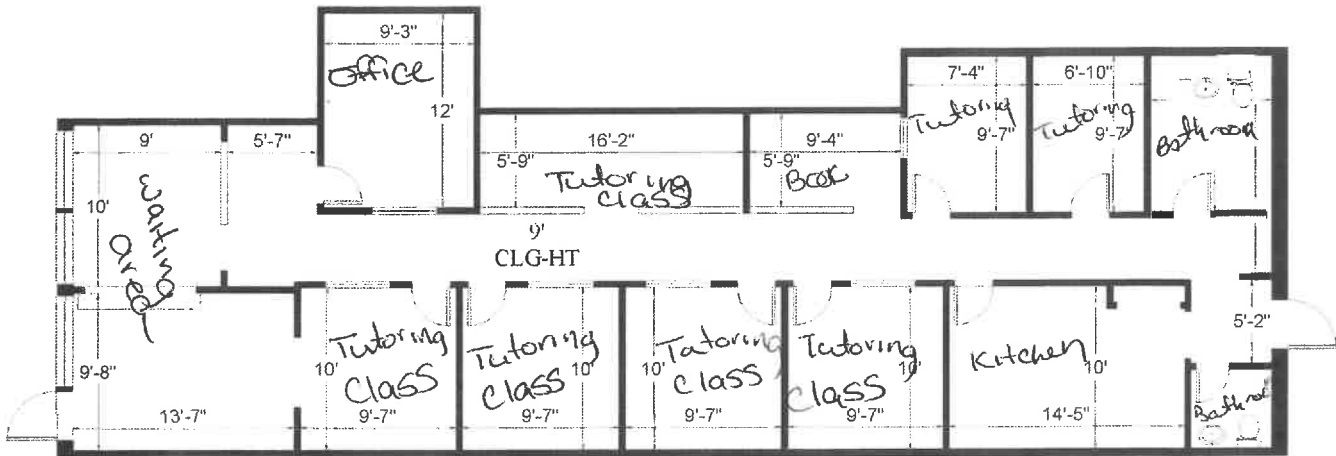 9'-3"
Office
12'
7'-4"
6'-10"
Tutoring
9'-7"
Tutoring
9'-7"
Bathroom
9'
5'-7"
16'-2"
9'-4"
5'-9"
5'-9"
Tutoring
class
Book
10'
waiting
area
9'
CLG-HT
5'-2"
Tutoring
Class
10'
Tutoring
Class
10'
Tutoring
Class
10'
Tutoring
Class
10'
Kitchen
10'
9'-8"
13'-7"
9'-7"
9'-7"
9'-7"
9'-7"
14'-5"